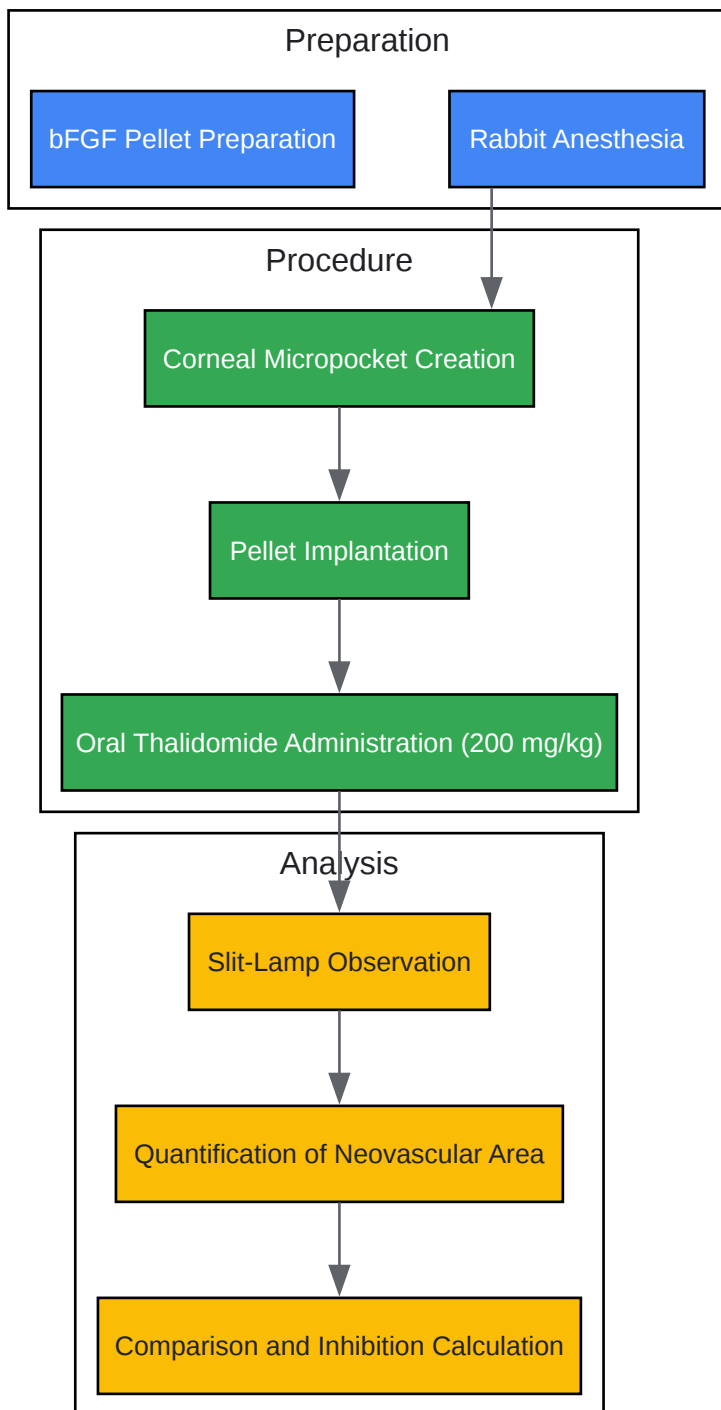 Preparation
bFGF Pellet Preparation
Rabbit Anesthesia
Procedure
Corneal Micropocket Creation
Pellet Implantation
Oral Thalidomide Administration (200 mg/kg)
Analysis
Slit-Lamp Observation
Quantification of Neovascular Area
Comparison and Inhibition Calculation